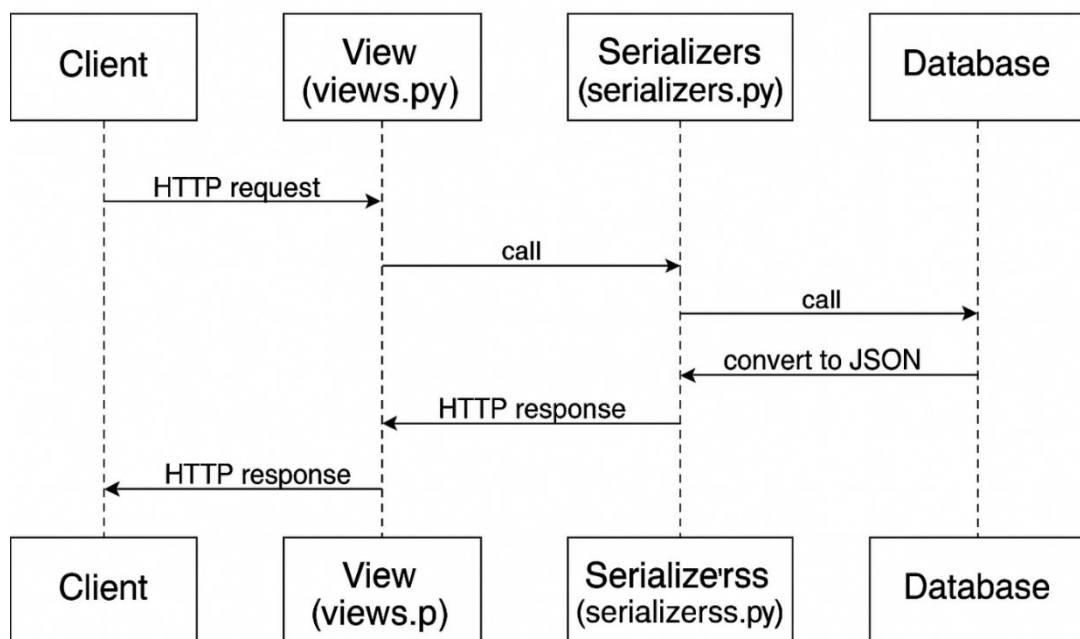 Client
View
(views.py)
Serializers
(serializers.py)
Database
HTTP request
call
call
convert to JSON
HTTP response
HTTP response
Client
View
(views.p)
Serialize'rss
(serializerss.py)
Database